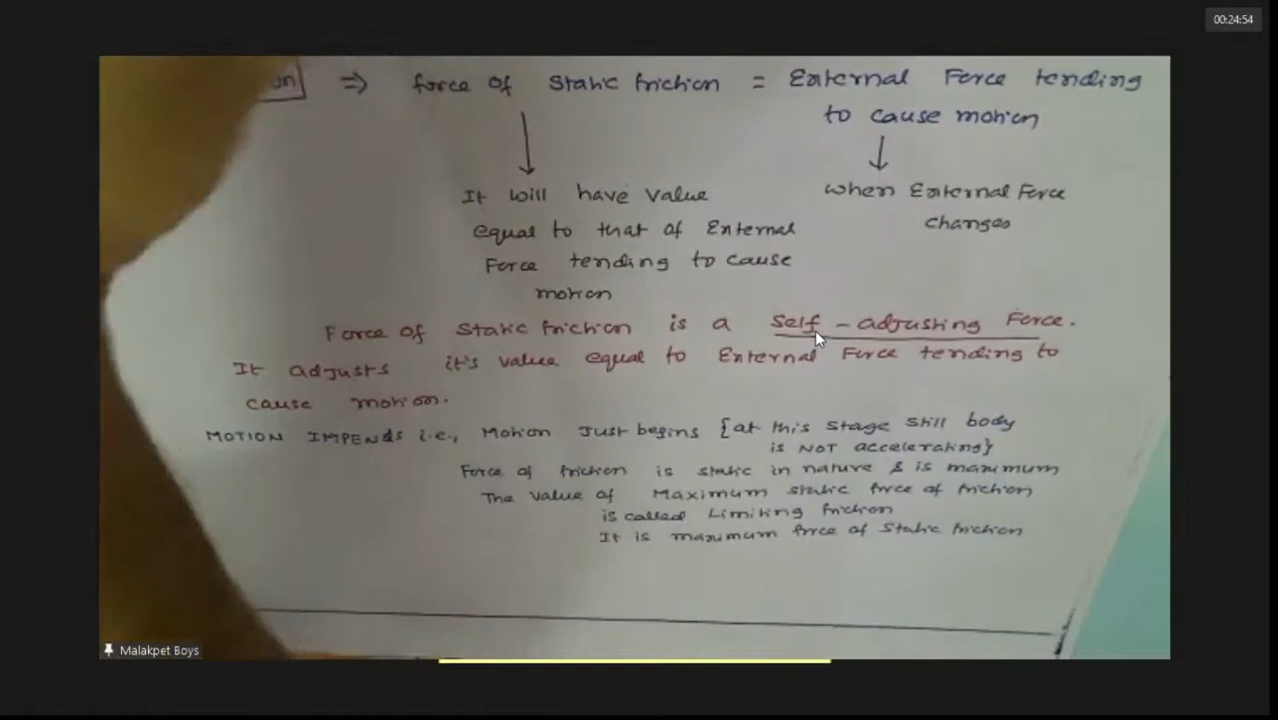 00:24:54
on ⇒ force of Static friction = External Force tending
to cause motion
It will have value
equal to that of External
Force tending to cause
motion
when External Force
changes
Force of Static friction is a Self - adjusting Force.
It adjusts it's value equal to External Force tending to
cause motion.
MOTION IMPENDS i.e., Motion Just begins {at this stage still body
is NOT accelerating}
Force of friction is static in nature & is maximum
The value of Maximum static force of friction
is called Limiting friction
It is maximum force of Static friction
Malakpet Boys